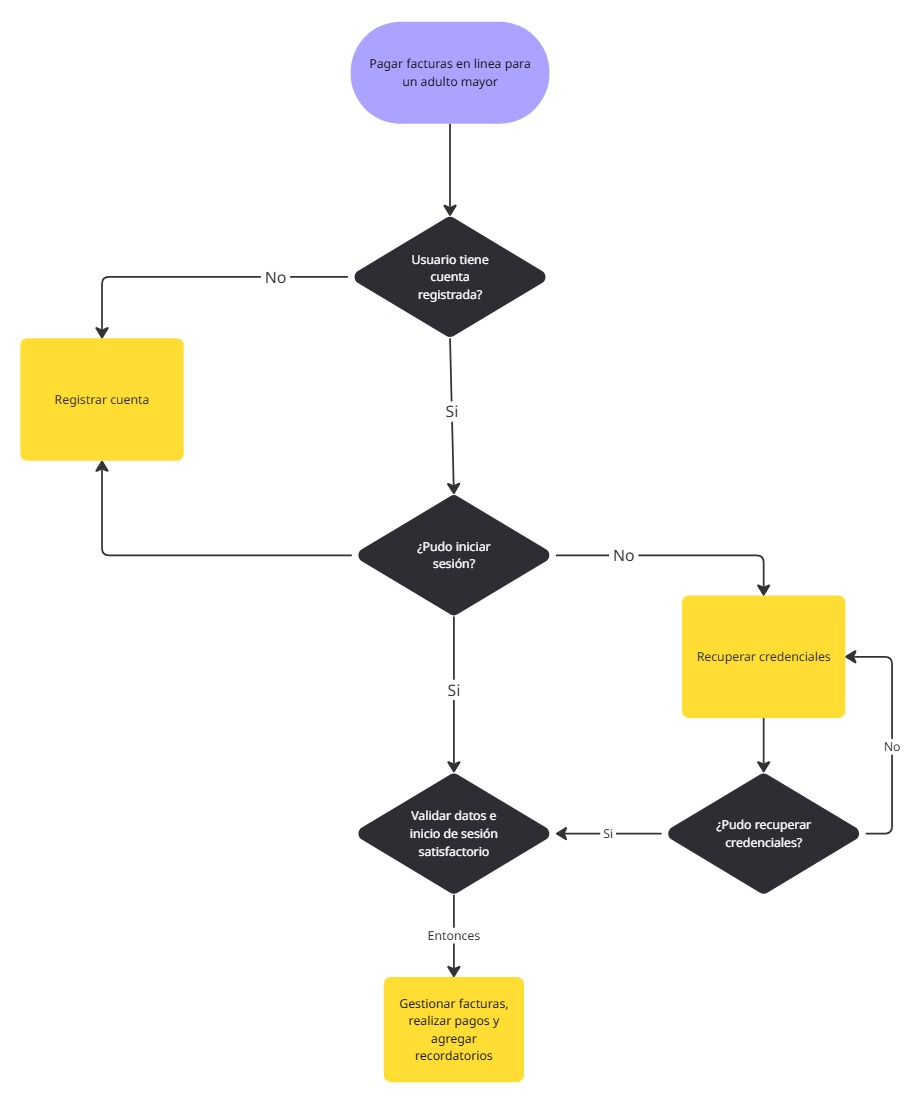 Pagar facturas en linea para
un adulto mayor
Usuario tiene
cuenta
registrada?
No
Registrar cuenta
Si
¿Pudo iniciar
sesión?
No
Recuperar credenciales
Si
No
Validar datos e
inicio de sesión
satisfactorio
Si
¿Pudo recuperar
credenciales?
Entonces
Gestionar facturas,
realizar pagos y
agregar
recordatorios